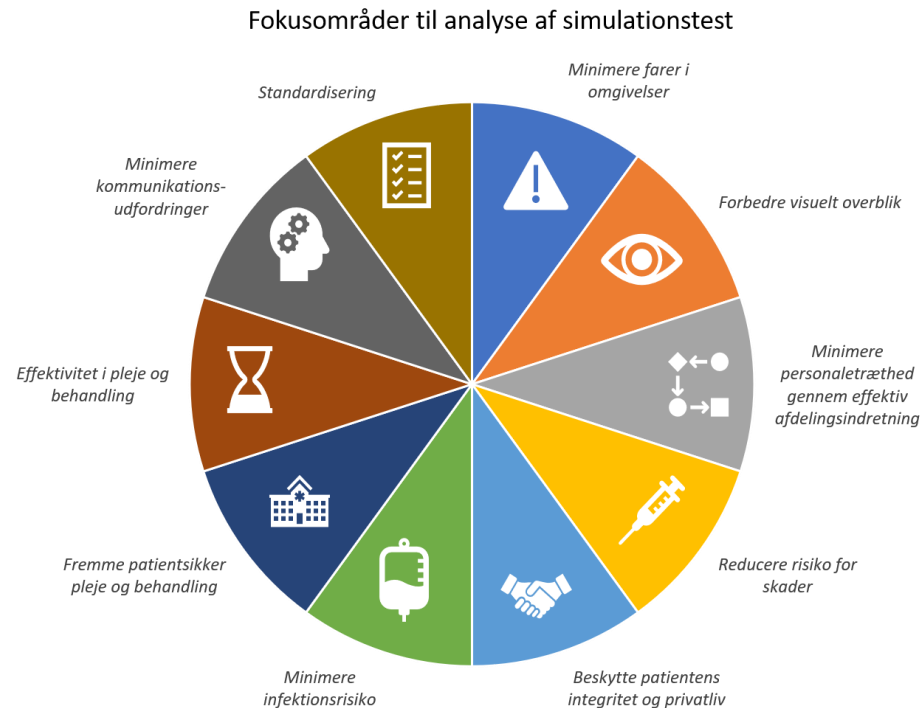 Fokusområder til analyse af simulationstest
Minimere farer i
omgivelser
Forbedre visuelt overblik
Minimere
personaletræthed
gennem effektiv
afdelingsindretning
Reducere risiko for
skader
Beskytte patientens
integritet og privatliv
Minimere
infektionsrisiko
Fremme patientsikker
pleje og behandling
Effektivitet i pleje og
behandling
Minimere
kommunikations-
udfordringer
Standardisering